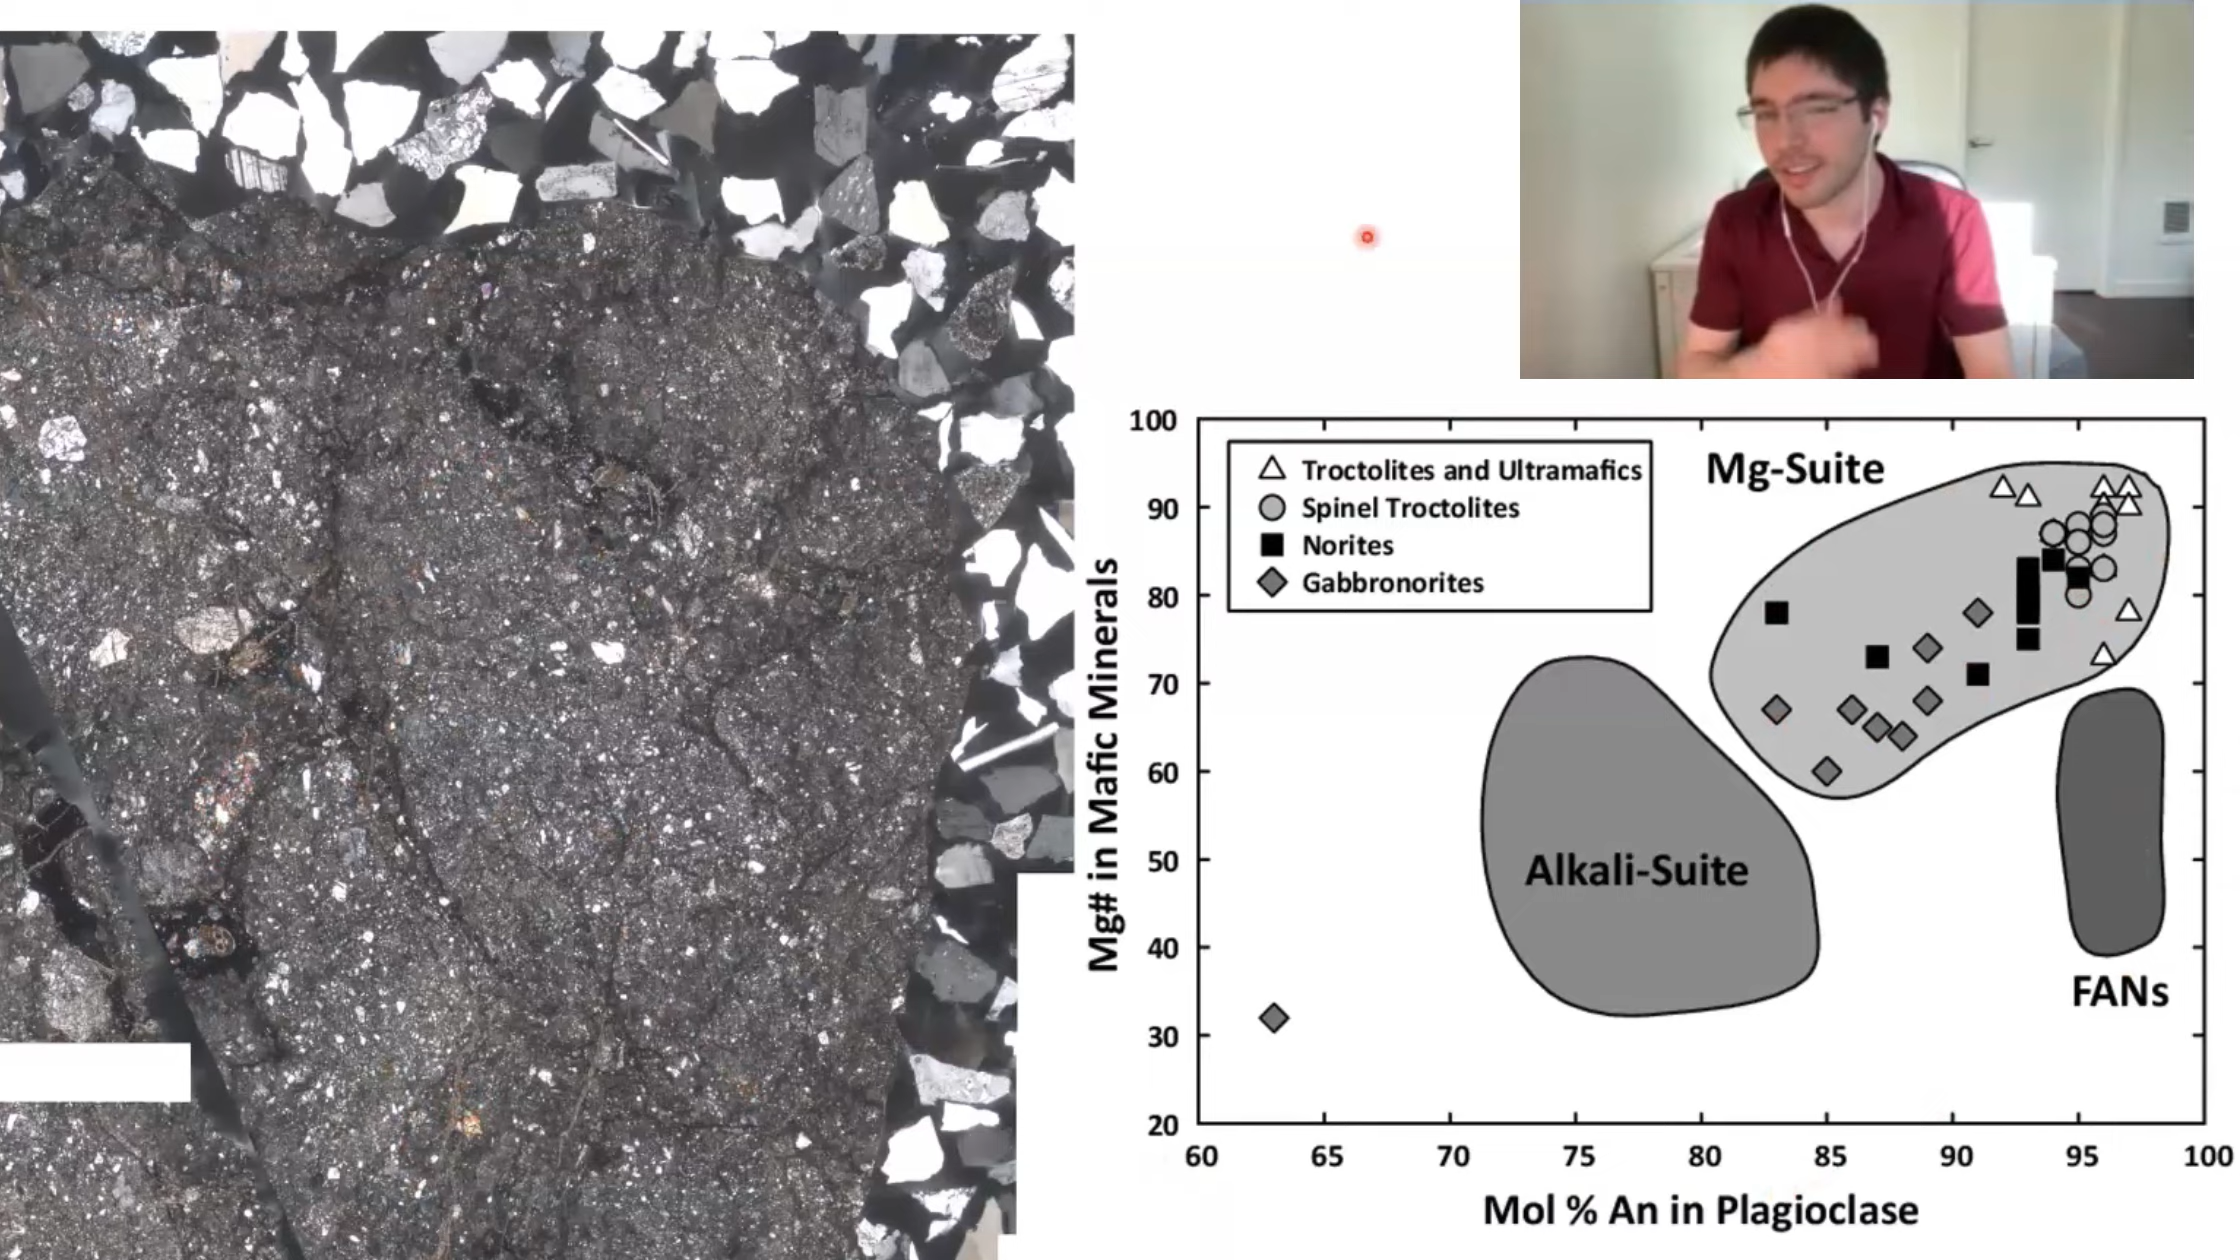 Mg-Suite
Troctolites and Ultramafics
Spinel Troctolites
Norites
Gabbronorites
Alkali-Suite
FANs
Mg# in Mafic Minerals
100
90
80
70
60
50
40
30
20
60 65 70 75 80 85 90 95 100
Mol % An in Plagioclase